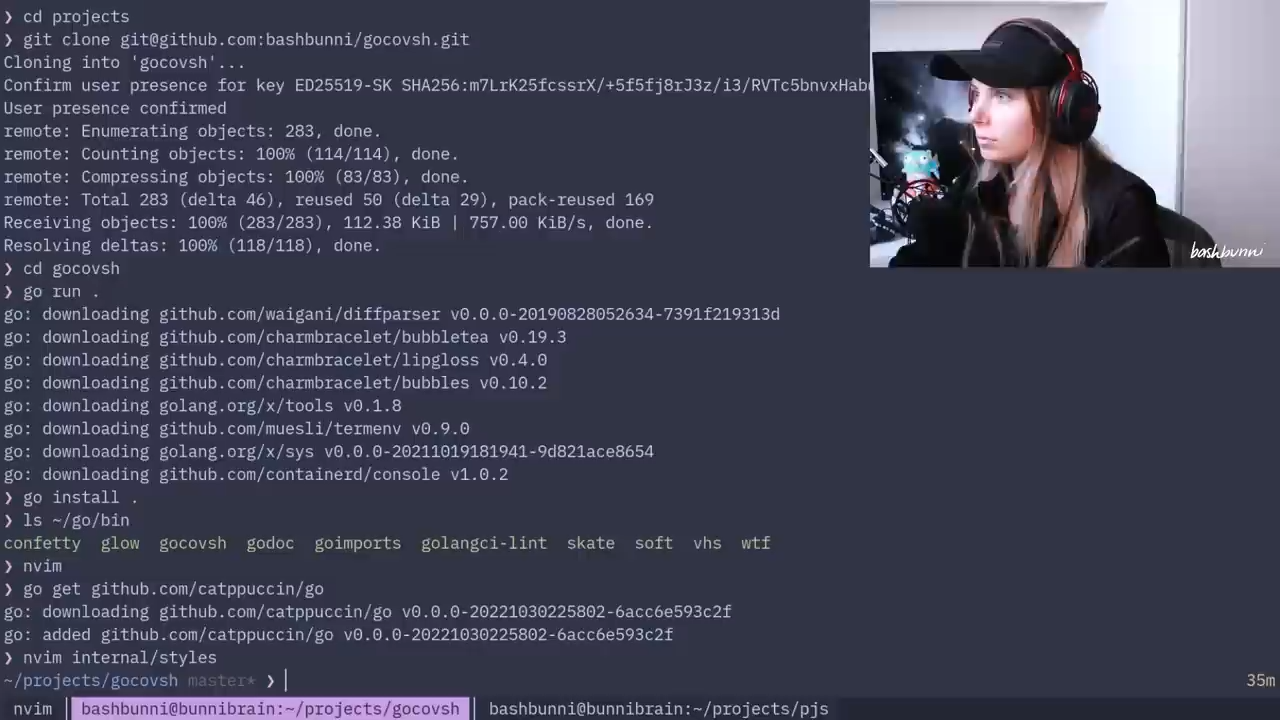 ❯ cd projects
❯ git clone git@github.com:bashbunni/gocovsh.git
Cloning into 'gocovsh'...
Confirm user presence for key ED25519-SK SHA256:m7LrK25fcssrX/+5f5fj8rJ3z/i3/RVTc5bnvxHab
User presence confirmed
remote: Enumerating objects: 283, done.
remote: Counting objects: 100% (114/114), done.
remote: Compressing objects: 100% (83/83), done.
remote: Total 283 (delta 46), reused 50 (delta 29), pack-reused 169
Receiving objects: 100% (283/283), 112.38 KiB | 757.00 KiB/s, done.
Resolving deltas: 100% (118/118), done.
bashbunni
❯ cd gocovsh
❯ go run .
go: downloading github.com/waigani/diffparser v0.0.0-20190828052634-7391f219313d
go: downloading github.com/charmbracelet/bubbletea v0.19.3
go: downloading github.com/charmbracelet/lipgloss v0.4.0
go: downloading github.com/charmbracelet/bubbles v0.10.2
go: downloading golang.org/x/tools v0.1.8
go: downloading github.com/muesli/termenv v0.9.0
go: downloading golang.org/x/sys v0.0.0-20211019181941-9d821ace8654
go: downloading github.com/containerd/console v1.0.2
❯ go install .
❯ ls ~/go/bin
confetty glow gocovsh godoc goimports golangci-lint skate soft vhs wtf
❯ nvim
❯ go get github.com/catppuccin/go
go: downloading github.com/catppuccin/go v0.0.0-20221030225802-6acc6e593c2f
go: added github.com/catppuccin/go v0.0.0-20221030225802-6acc6e593c2f
❯ nvim internal/styles
~/projects/gocovsh master* ❯ 35m
nvim | bashbunni@bunnibrain:~/projects/gocovsh | bashbunni@bunnibrain:~/projects/pjs